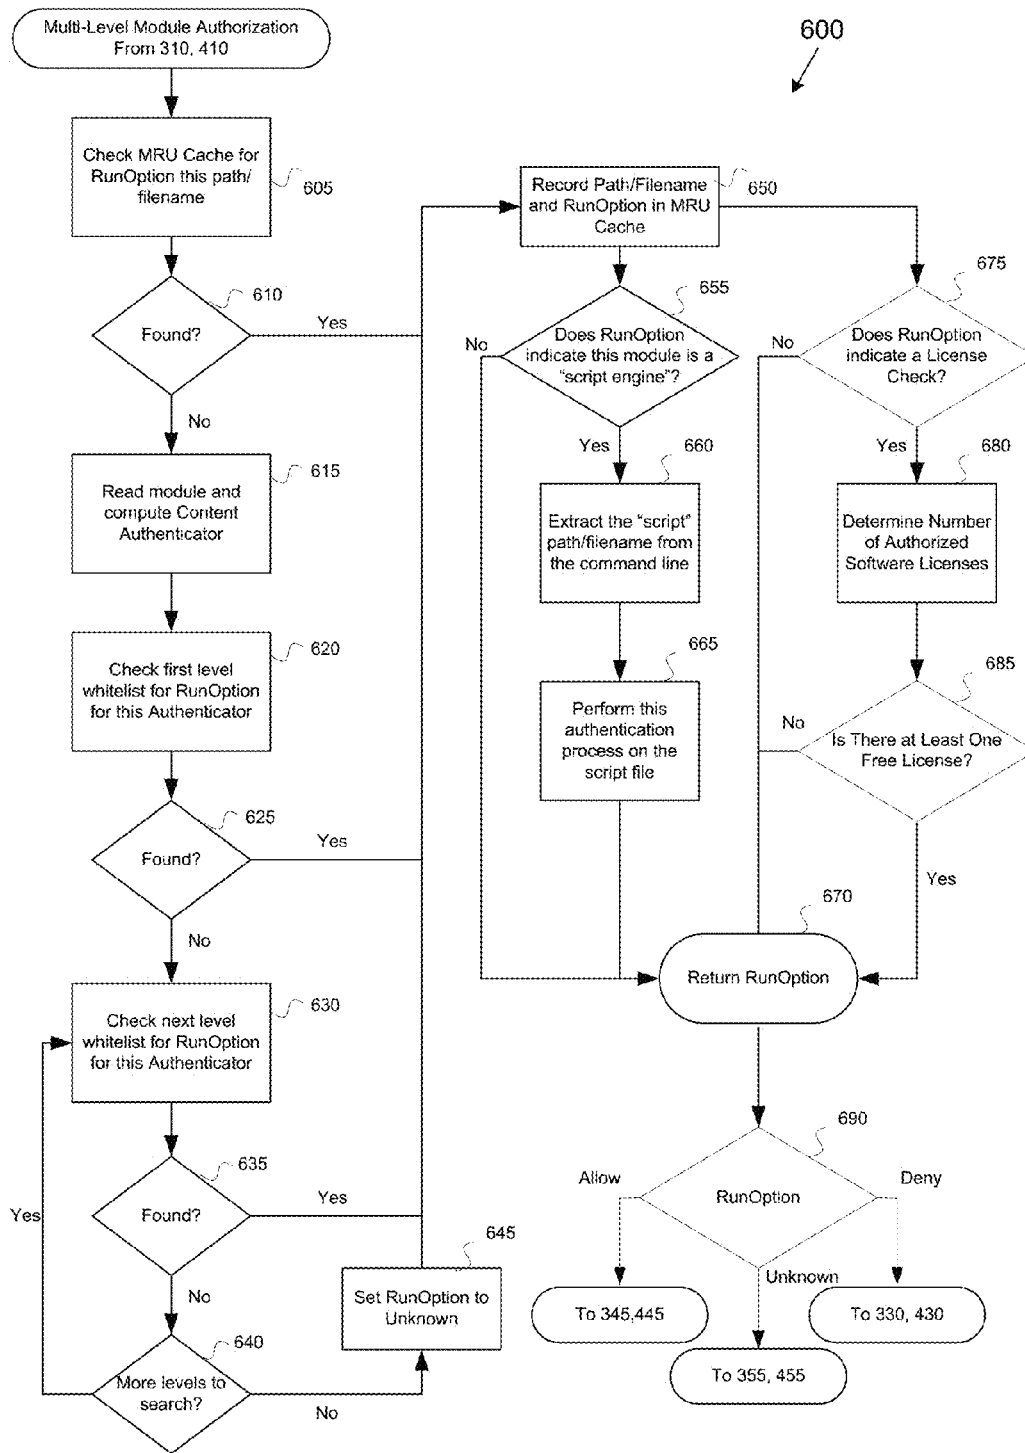 Multi-Level Module Authorization
From 310, 410
600
Check MRU Cache for
RunOption this path/
filename
605
610
Found?
Yes
No
615
Read module and
compute Content
Authenticator
620
Check first level
whitelist for RunOption
for this Authenticator
625
Found?
Yes
No
630
Check next level
whitelist for RunOption
for this Authenticator
635
Found?
Yes
Yes
No
640
More levels to
search?
No
645
Set RunOption to
Unknown
650
Record Path/Filename
and RunOption in MRU
Cache
655
Does RunOption
indicate this module is a
"script engine"?
No
Yes
660
Extract the "script"
path/filename from
the command line
665
Perform this
authentication
process on the
script file
675
Does RunOption
indicate a License
Check?
No
Yes
680
Determine Number
of Authorized
Software Licenses
685
Is There at Least One
Free License?
No
Yes
670
Return RunOption
690
RunOption
Allow
Deny
Unknown
To 345,445
To 330, 430
To 355, 455